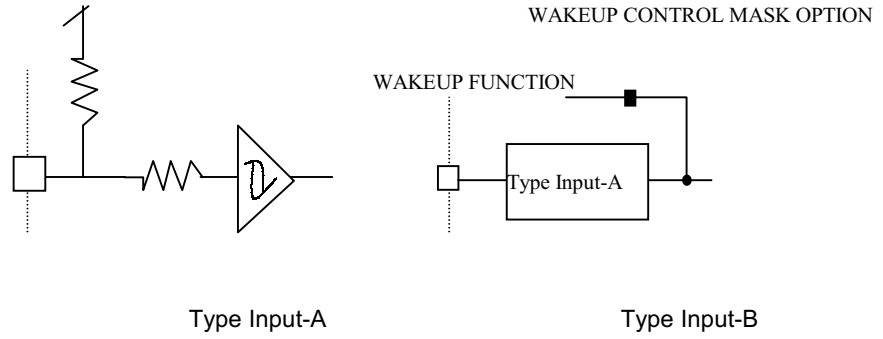 WAKEUP CONTROL MASK OPTION
WAKEUP FUNCTION
Type Input-A
Type Input-A
Type Input-B